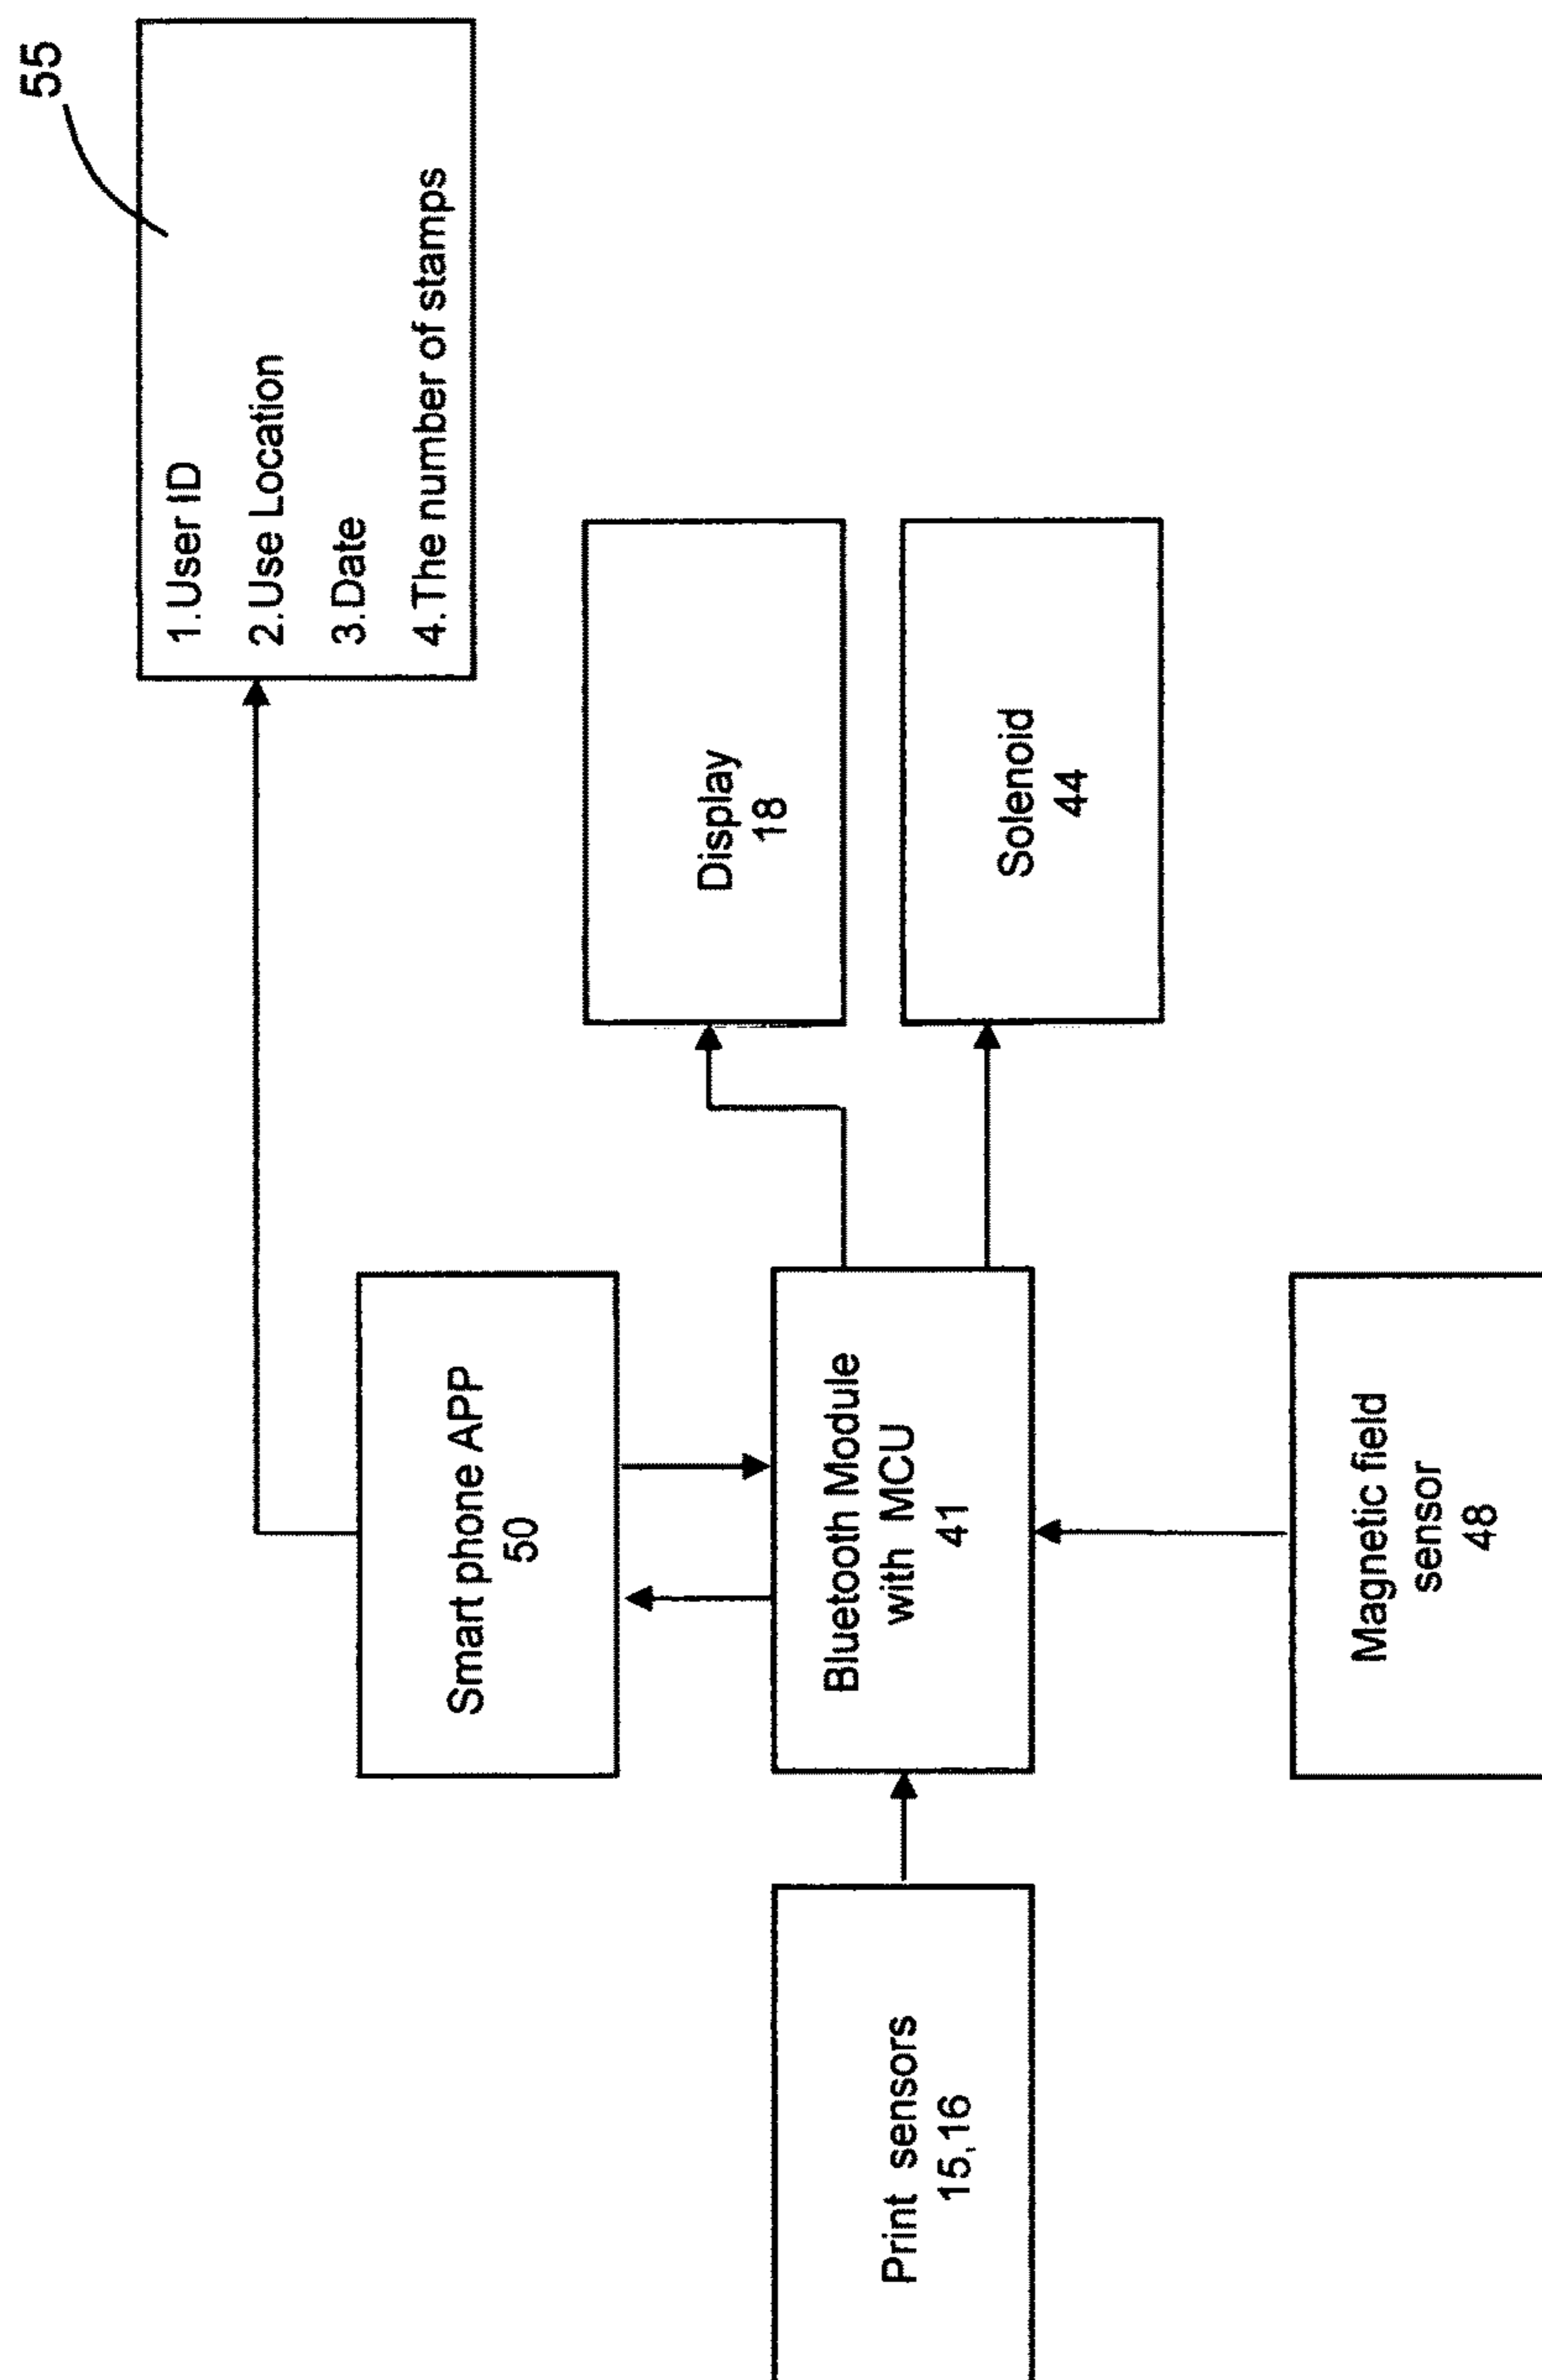 55
1.User ID
2.Use Location
3.Date
4.The number of stamps
Smart phone APP
50
Display
18
Print sensors
15,16
Bluetooth Module
with MCU
41
Solenoid
44
Magnetic field
sensor
48